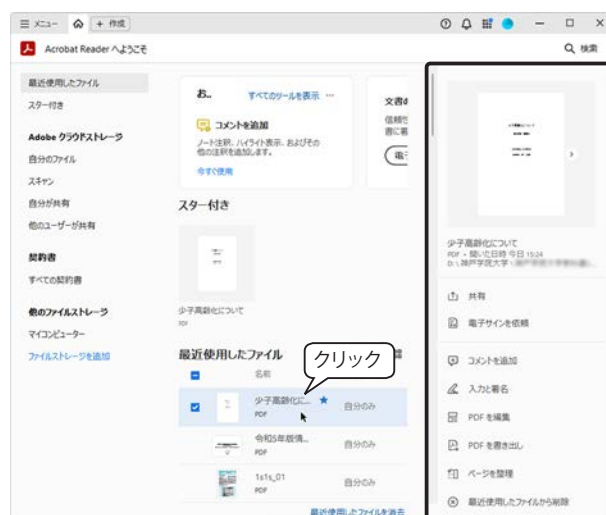 メニュー
+ 作成
Acrobat Reader へようこそ
検索
最近使用したファイル
スター付き
Adobe クラウドストレージ
自分のファイル
スキャン
自分が共有
他のユーザーが共有
契約書
すべての契約書
他のファイルストレージ
マイコンピューター
ファイルストレージを追加
お..
すべてのツールを表示 …
コメントを追加
ノート注釈、ハイライト表示、およびその
他の注釈を追加します。
今すぐ使用
文書の
信頼性
書に署
電子
スター付き
少子高齢化について
PDF
最近使用したファイル
クリック
名前
少子高齢化に...
PDF
自分のみ
令和5年版情...
PDF
自分のみ
1s1s_01
PDF
自分のみ
最近使用したファイルを消去
少子高齢化について
PDF • 開いた日時 今日 15:24
D:\神戸学院大学
共有
電子サインを依頼
コメントを追加
入力と署名
PDF を編集
PDF を書き出し
ページを整理
最近使用したファイルから削除